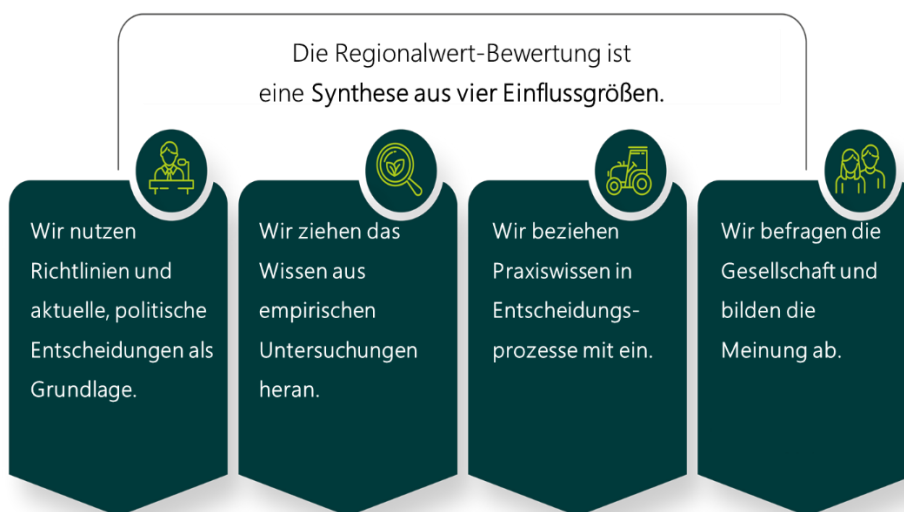 Die Regionalwert-Bewertung ist
eine Synthese aus vier Einflussgrößen.
Wir nutzen
Richtlinien und
aktuelle, politische
Entscheidungen als
Grundlage.
Wir ziehen das
Wissen aus
empirischen
Untersuchungen
heran.
Wir beziehen
Praxiswissen in
Entscheidungs-
prozesse mit ein.
Wir befragen die
Gesellschaft und
bilden die
Meinung ab.